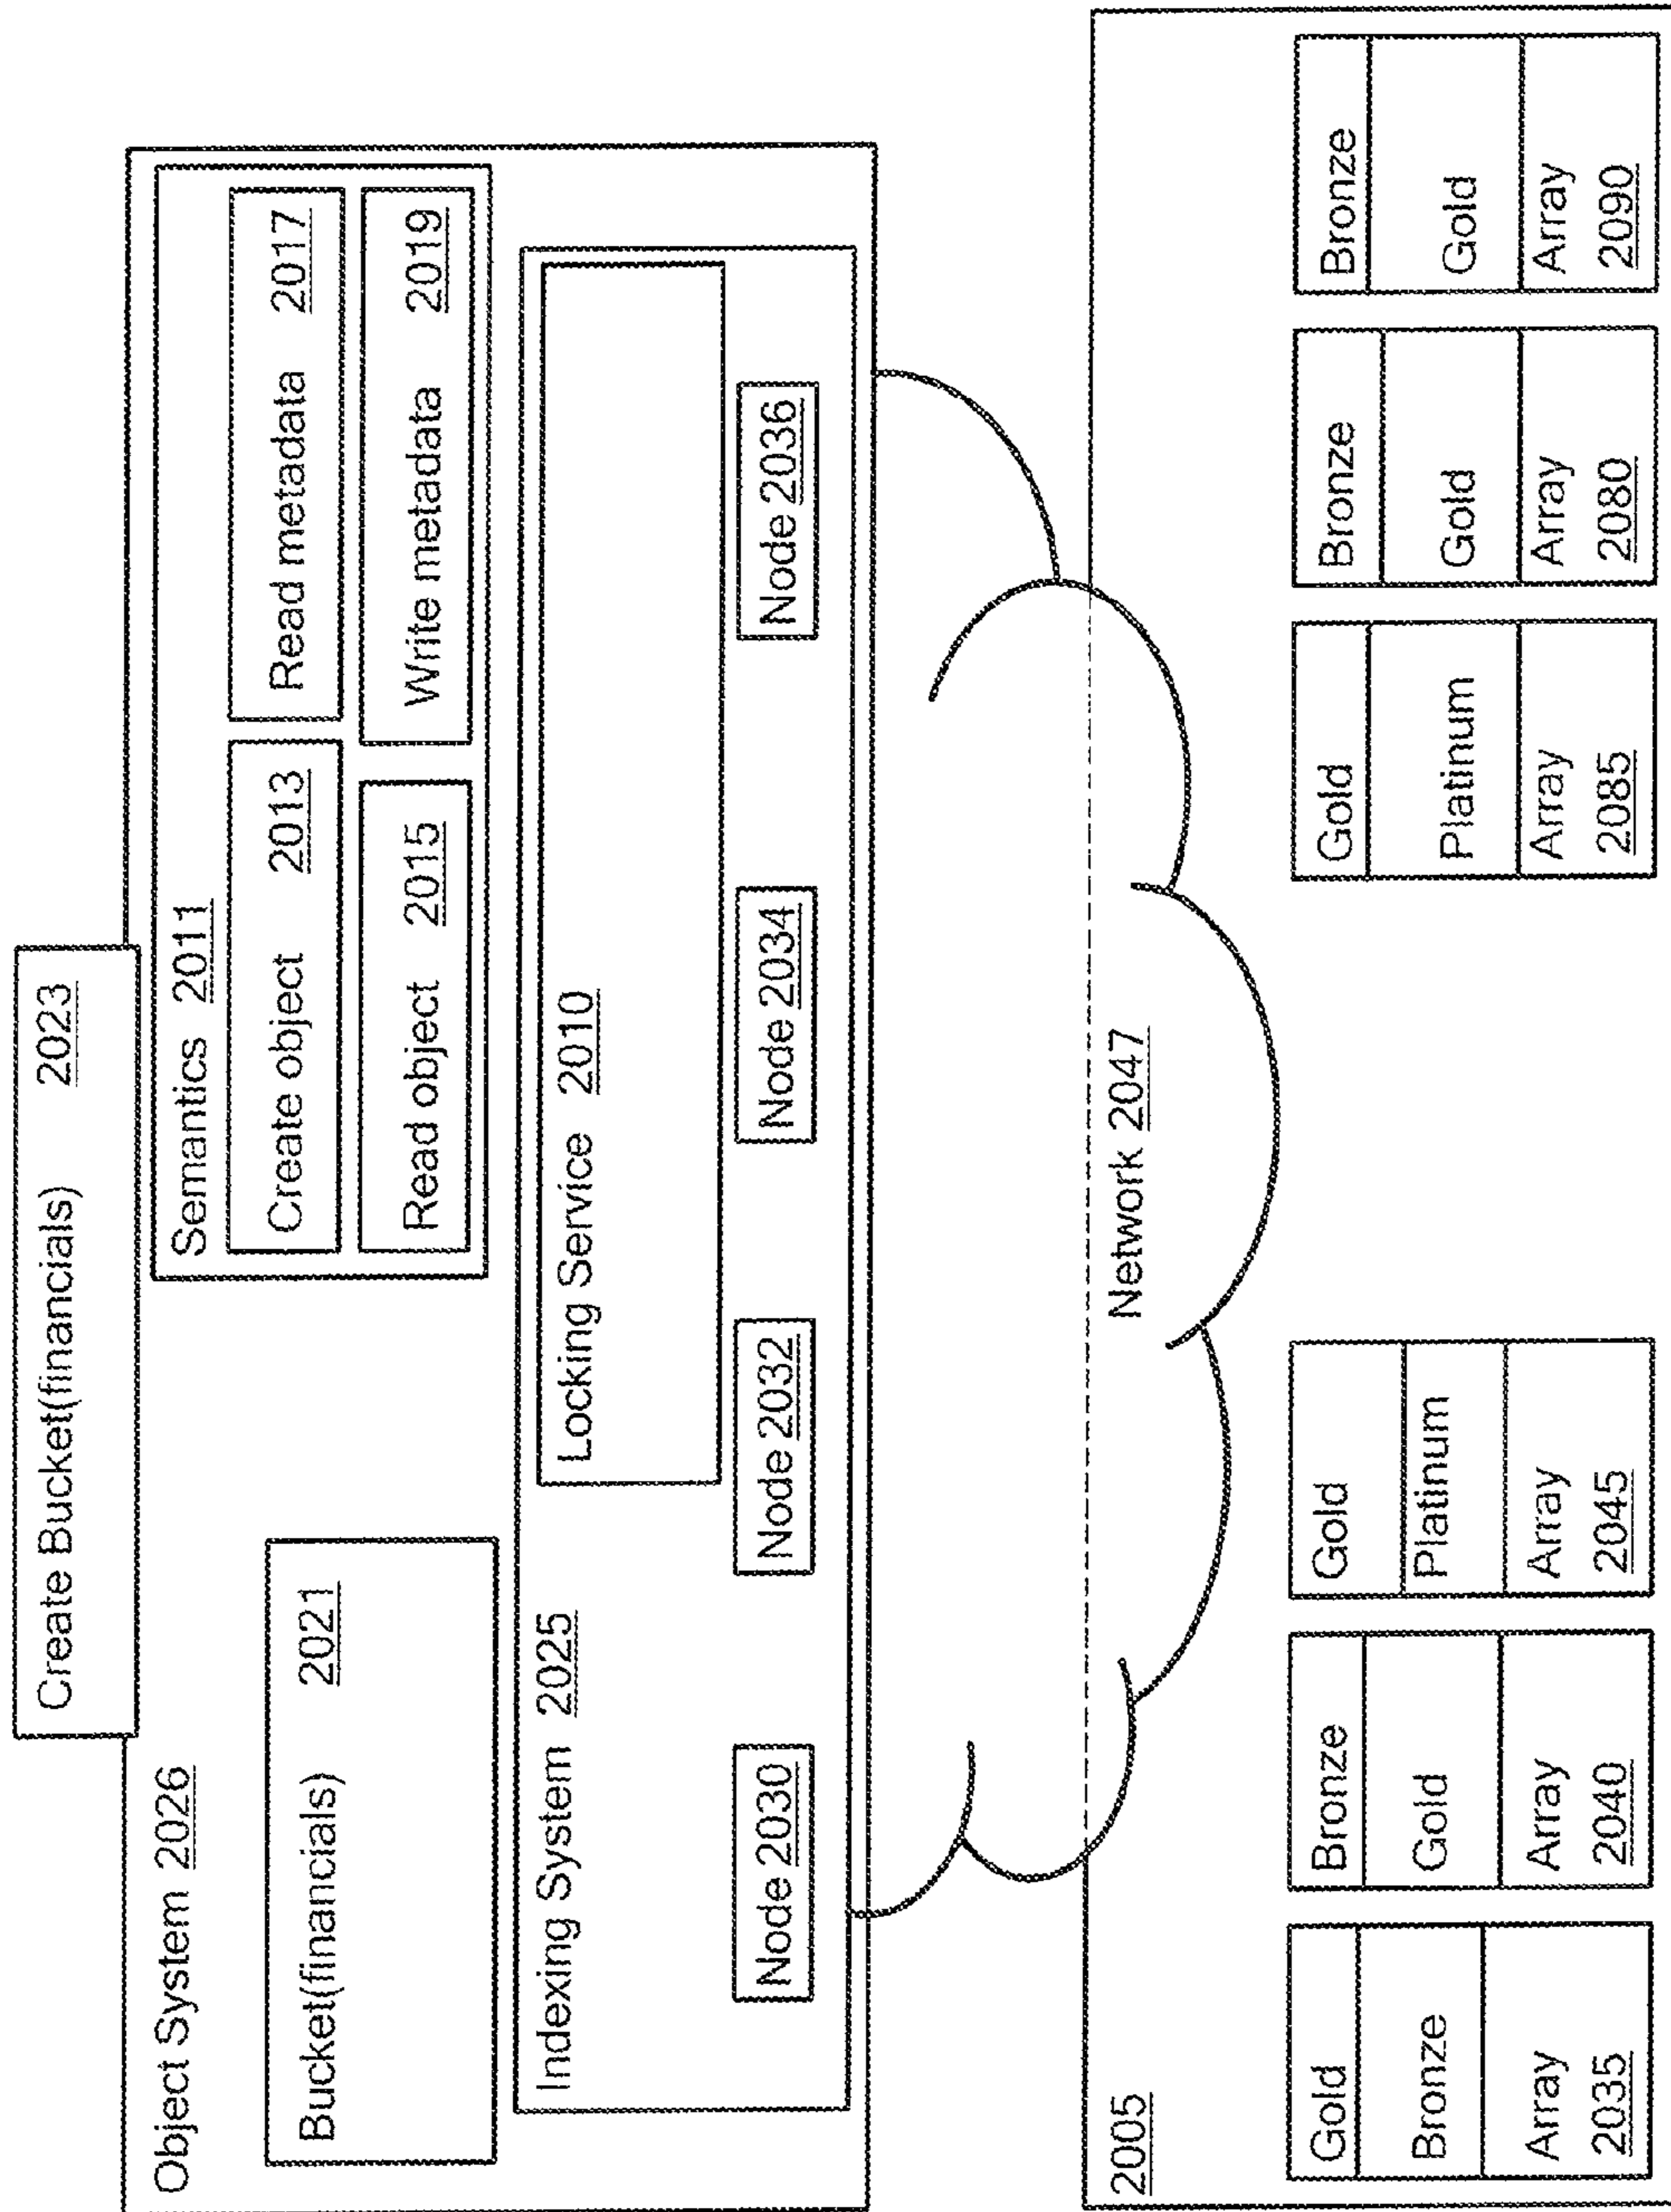 Create Bucket(financials) 2023
Object System 2026
Semantics 2011
Create object 2013
Read metadata 2017
Read object 2015
Write metadata 2019
Bucket(financials) 2021
Indexing System 2025
Locking Service 2010
Node 2030
Node 2032
Node 2034
Node 2036
Network 2047
2005
Gold
Bronze
Array
2035
Bronze
Gold
Array
2040
Gold
Platinum
Array
2045
Gold
Platinum
Array
2085
Bronze
Gold
Array
2080
Bronze
Gold
Array
2090